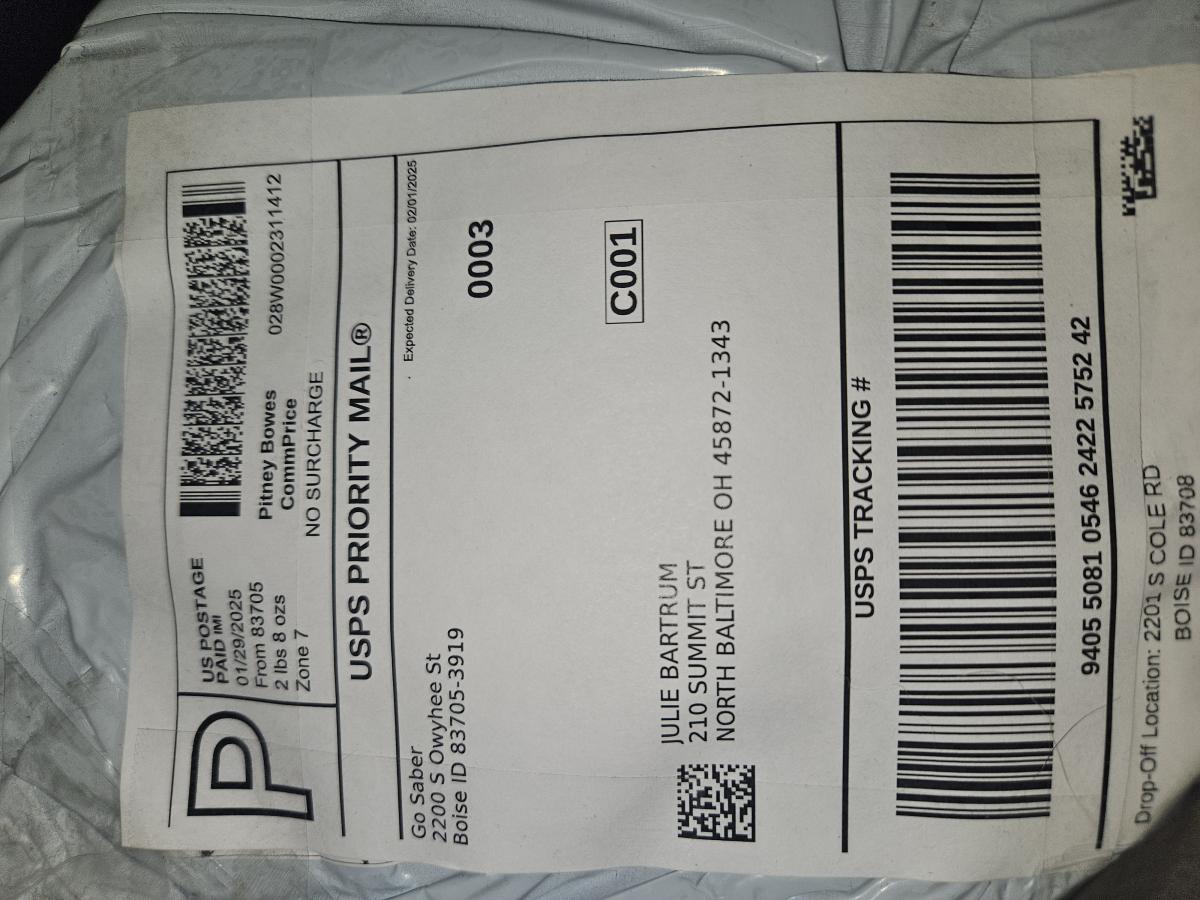 P
US POSTAGE
PAID IMI
01/29/2025
From 83705
2 lbs 8 ozs
Zone 7
Pitney Bowes
CommPrice
NO SURCHARGE
028W0002311412
USPS PRIORITY MAIL®
Go Saber
2200 S Owyhee St
Boise ID 83705-3919
Expected Delivery Date: 02/01/2025
0003
C001
JULIE BARTRUM
210 SUMMIT ST
NORTH BALTIMORE OH 45872-1343
USPS TRACKING #
9405 5081 0546 2422 5752 42
Drop-Off Location: 2201 S COLE RD
BOISE ID 83708